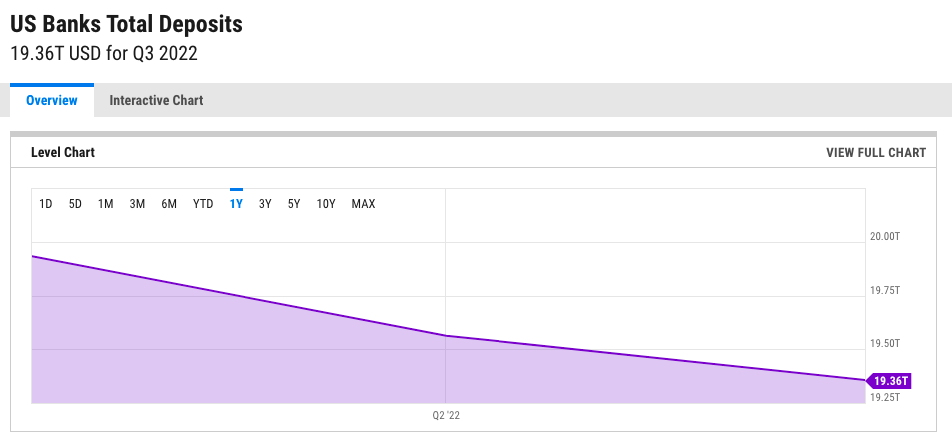 US Banks Total Deposits
19.36T USD for Q3 2022
Overview Interactive Chart
Level Chart VIEW FULL CHART
1D 5D 1M 3M 6M YTD 1Y 3Y 5Y 10Y MAX
20.00T
19.75T
19.50T
19.36T
19.25T
Q2 '22